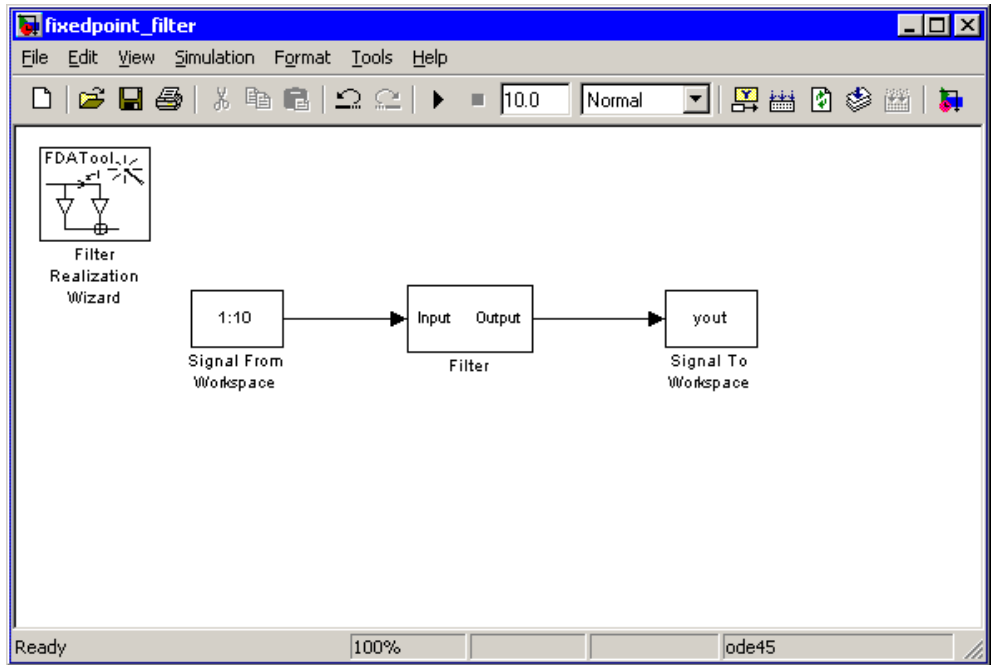 fixedpoint_filter
File Edit View Simulation Format Tools Help
10.0 Normal
FDATool
z-1
Filter
Realization
Wizard
1:10
Signal From
Workspace
Input Output
Filter
yout
Signal To
Workspace
Ready 100% ode45